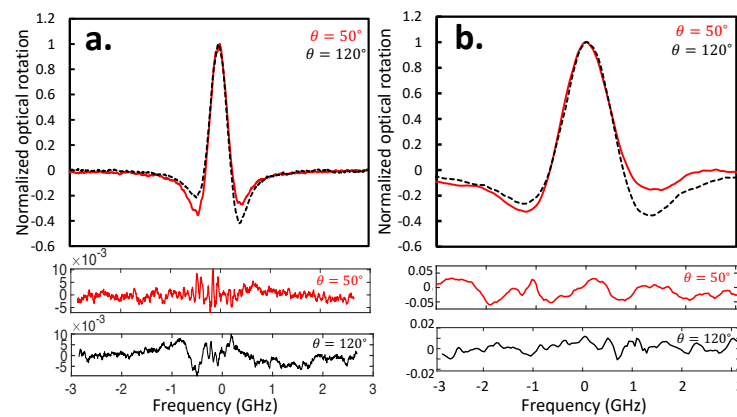 a.
θ = 50°
θ = 120°
Normalized optical rotation
1.2
1
0.8
0.6
0.4
0.2
0
-0.2
-0.4
-0.6
×10⁻³
10
5
0
-5
θ = 50°
×10⁻³
10
5
0
-5
θ = 120°
-3 -2 -1 0 1 2 3
Frequency (GHz)
b.
θ = 50°
θ = 120°
Normalized optical rotation
1.2
1
0.8
0.6
0.4
0.2
0
-0.2
-0.4
-0.6
0.05
0
-0.05
θ = 50°
0.02
0
-0.02
θ = 120°
-3 -2 -1 0 1 2 3
Frequency (GHz)